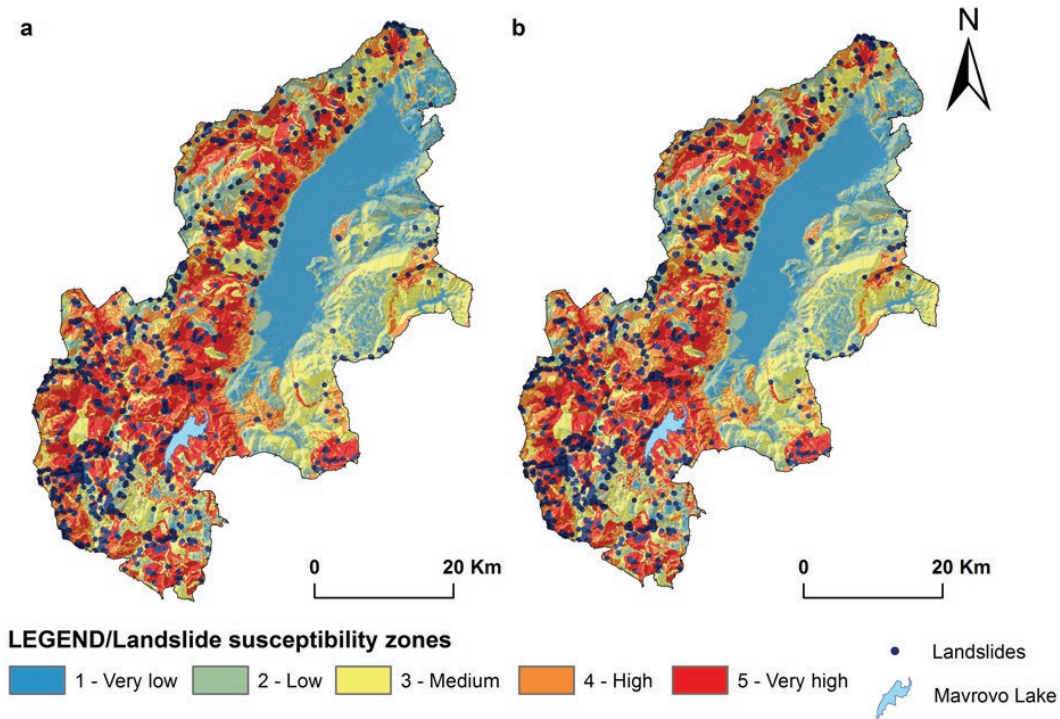 a
b
N
0 20 Km
0 20 Km
LEGEND/Landslide susceptibility zones
1 - Very low
2 - Low
3 - Medium
4 - High
5 - Very high
Landslides
Mavrovo Lake